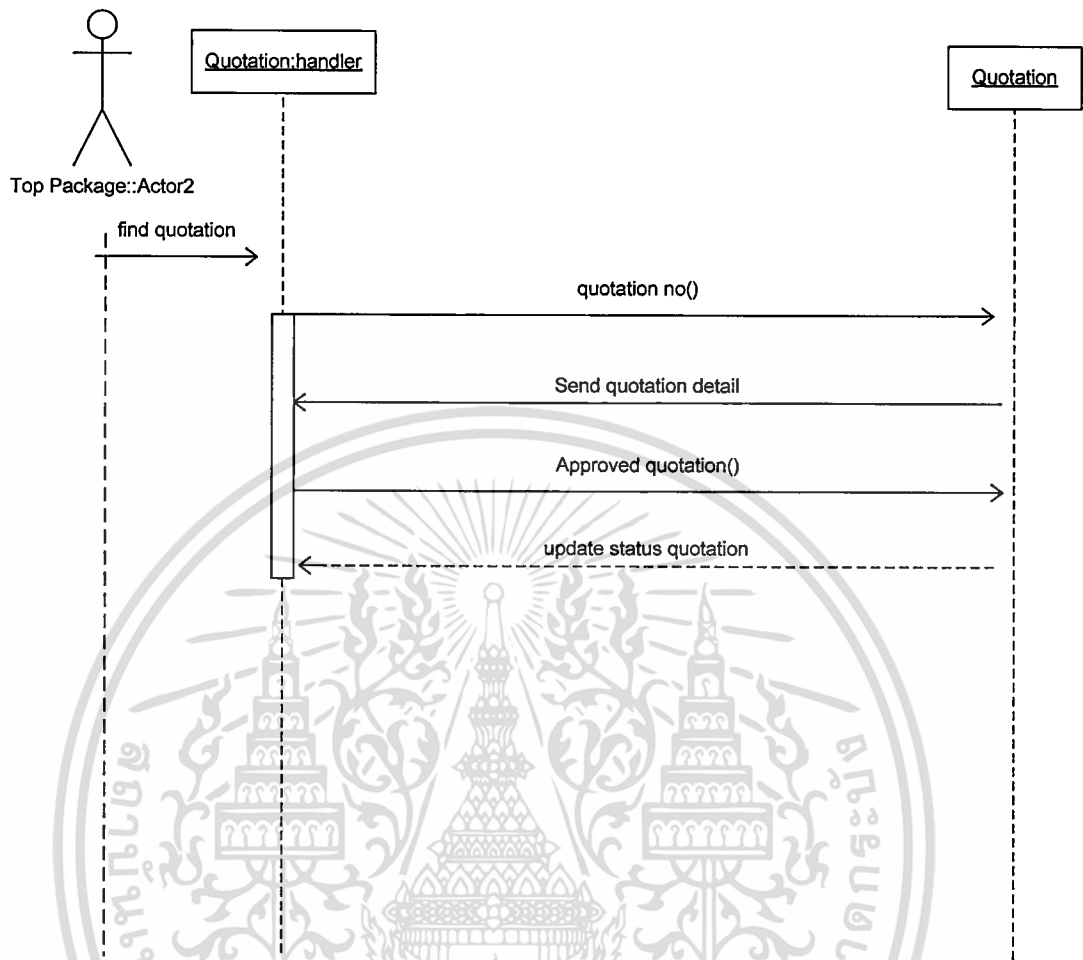 Quotation:handler
Quotation
Top Package::Actor2
find quotation
quotation no()
Send quotation detail
Approved quotation()
update status quotation